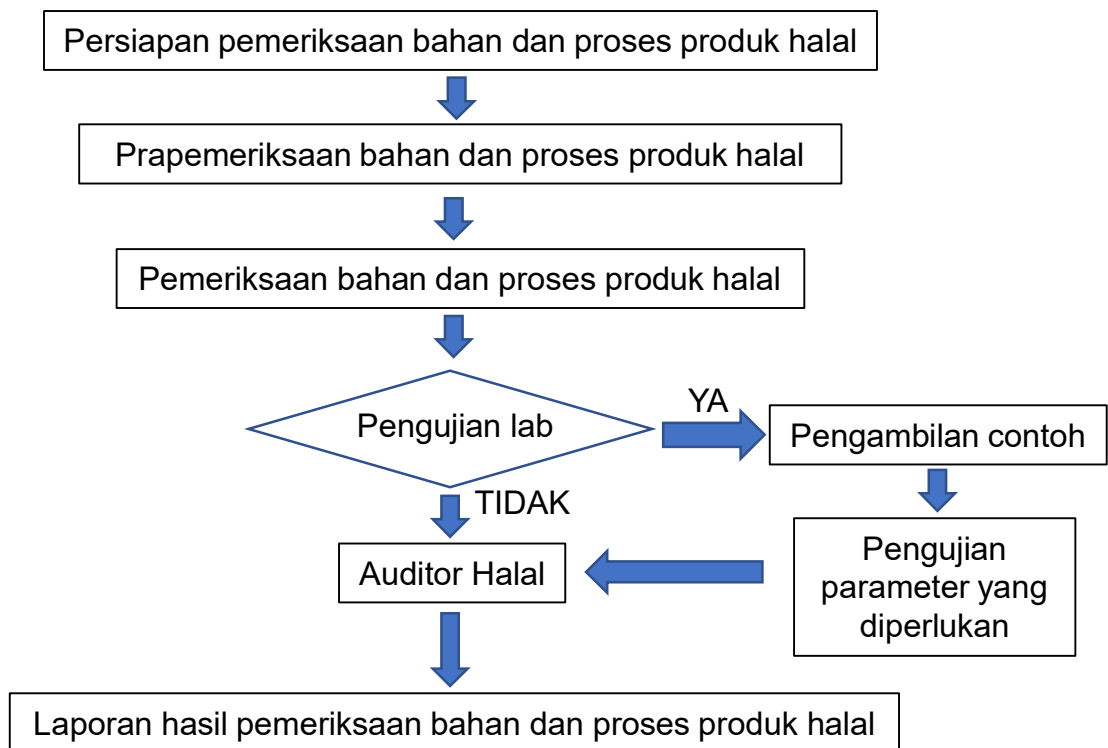 Persiapan pemeriksaan bahan dan proses produk halal
Prapemeriksaan bahan dan proses produk halal
Pemeriksaan bahan dan proses produk halal
Pengujian lab
YA
Pengambilan contoh
TIDAK
Auditor Halal
Pengujian
parameter yang
diperlukan
Laporan hasil pemeriksaan bahan dan proses produk halal